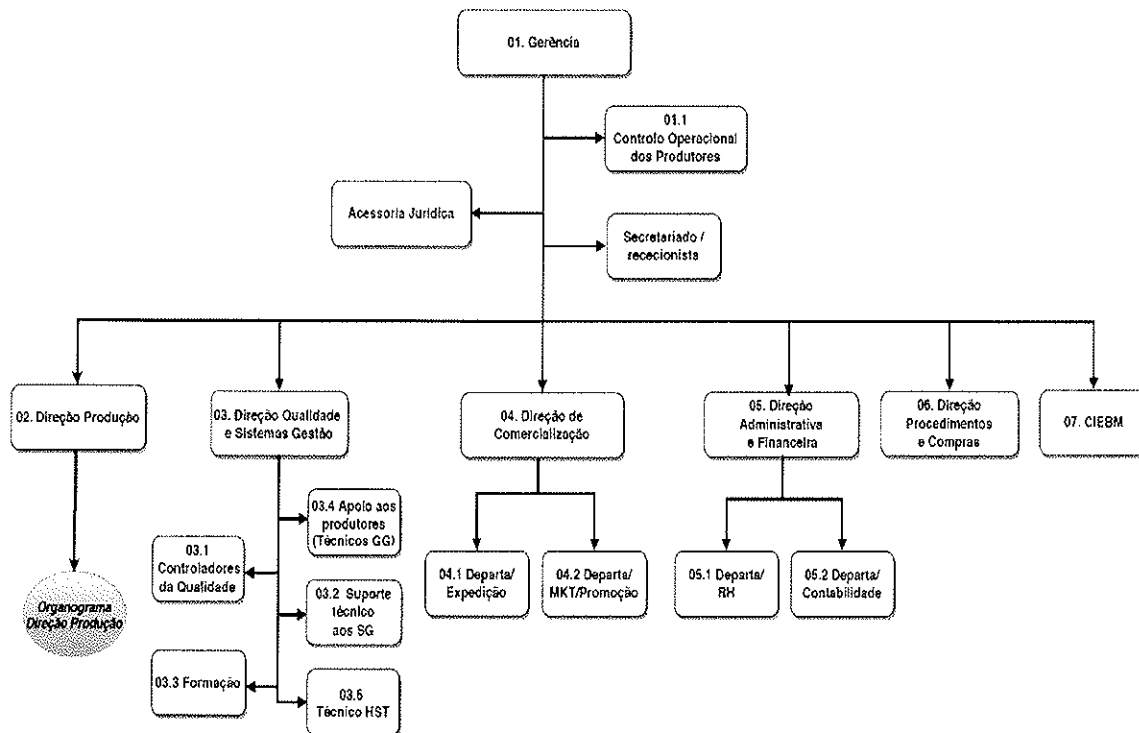 01. Gerência
01.1
Controlo Operacional
dos Produtores
Acessoria Jurídica
Secretariado /
rececionista
02. Direção Produção
03. Direção Qualidade
e Sistemas Gestão
04. Direção de
Comercialização
05. Direção
Administrativa
e Financeira
06. Direção
Procedimentos
e Compras
07. CIEBM
03.4 Apoio aos
produtores
(Técnicos GG)
03.1
Controladores
da Qualidade
04.1 Departa/
Expedição
04.2 Departa/
MKT/Promoção
05.1 Departa/
RH
05.2 Departa/
Contabilidade
Organograma
Direção Produção
03.2 Suporte
técnico
aos SG
03.3 Formação
03.5
Técnico HST